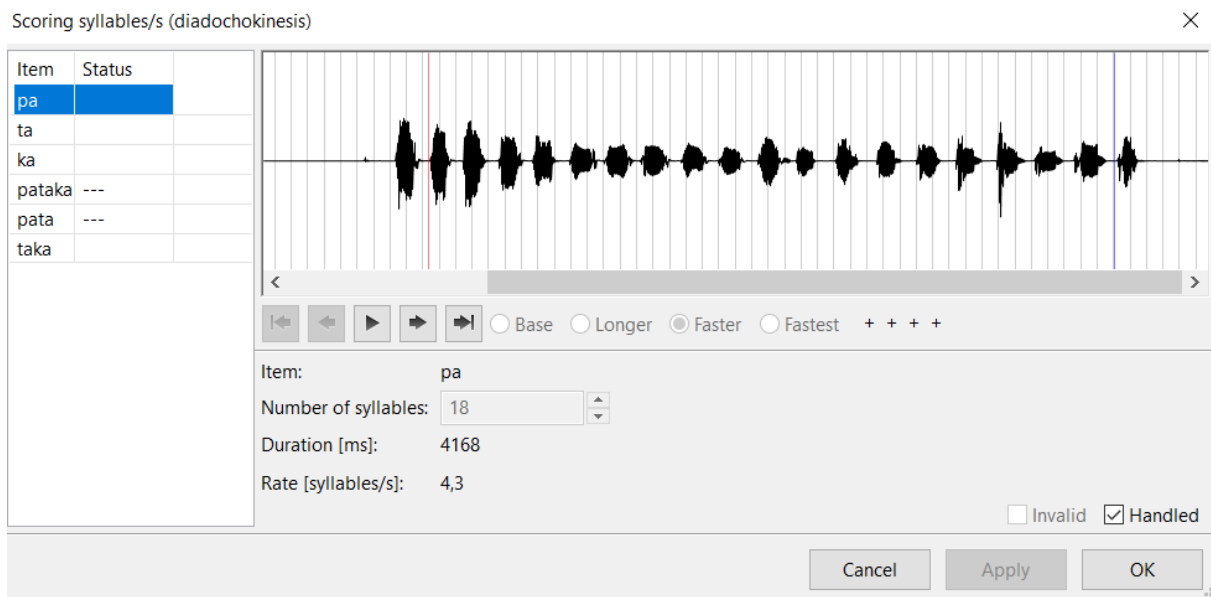 Scoring syllables/s (diadochokinesis)
Item Status
pa
ta
ka
pataka ---
pata ---
taka
Base Longer Faster Fastest + + + +
Item: pa
Number of syllables: 18
Duration [ms]: 4168
Rate [syllables/s]: 4,3
Invalid Handled
Cancel Apply OK